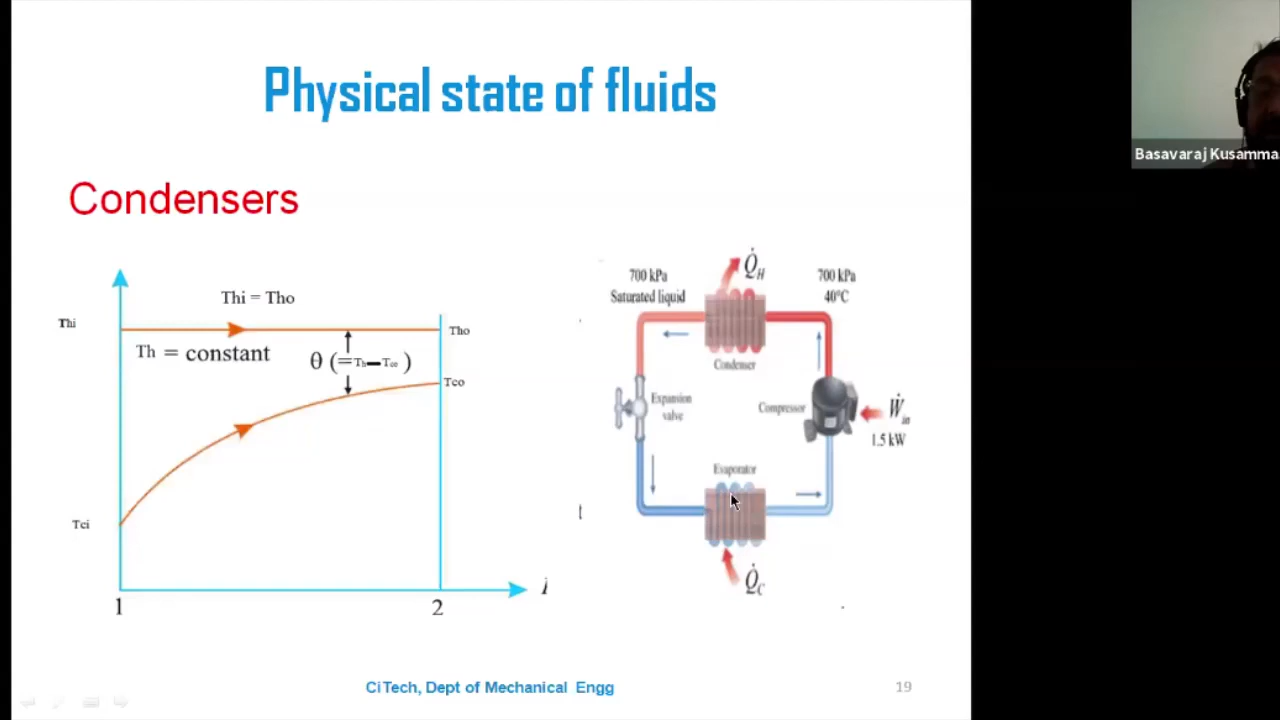 Physical state of fluids
Basavaraj Kusamma
Condensers
Thi = Tho
Thi
Tho
Th = constant
θ (=Th–Tco)
Tco
Tci
1
2
Q̇H
700 kPa
Saturated liquid
700 kPa
40°C
Condenser
Expansion
valve
Compressor
Ẇin
1.5 kW
Evaporator
t
Q̇C
CiTech, Dept of Mechanical Engg
19